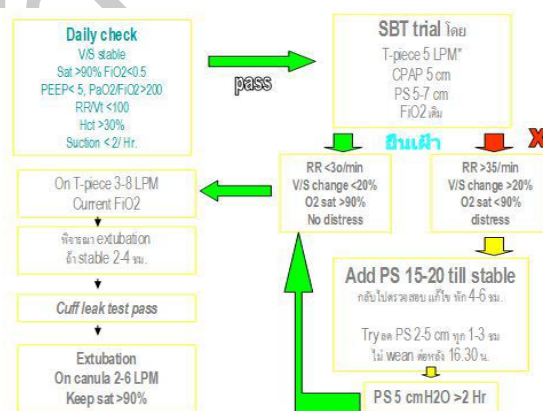 Daily check
V/S stable
Sat >90% FiO2<0.5
PEEP< 5, PaO2/FiO2>200
RR/Vt <100
Hct >30%
Suction < 2/ Hr.
pass
SBT trial โดย
T-piece 5 LPM*
CPAP 5 cm
PS 5-7 cm
FiO2 เดิม
ยืนเฝ้า
X
RR <3o/min
V/S change <20%
O2 sat >90%
No distress
RR >35/min
V/S change >20%
O2 sat <90%
distress
On T-piece 3-8 LPM
Current FiO2
พิจารณา extubation
ถ้า stable 2-4 ชม.
Cuff leak test pass
Extubation
On canula 2-6 LPM
Keep sat >90%
Add PS 15-20 till stable
กลับไปตรวจสอบ แก้ไข พัก 4-6 ชม.
Try ลด PS 2-5 cm ทุก 1-3 ชม
ไม่ wean ต่อหลัง 16.30 น.
PS 5 cmH2O >2 Hr